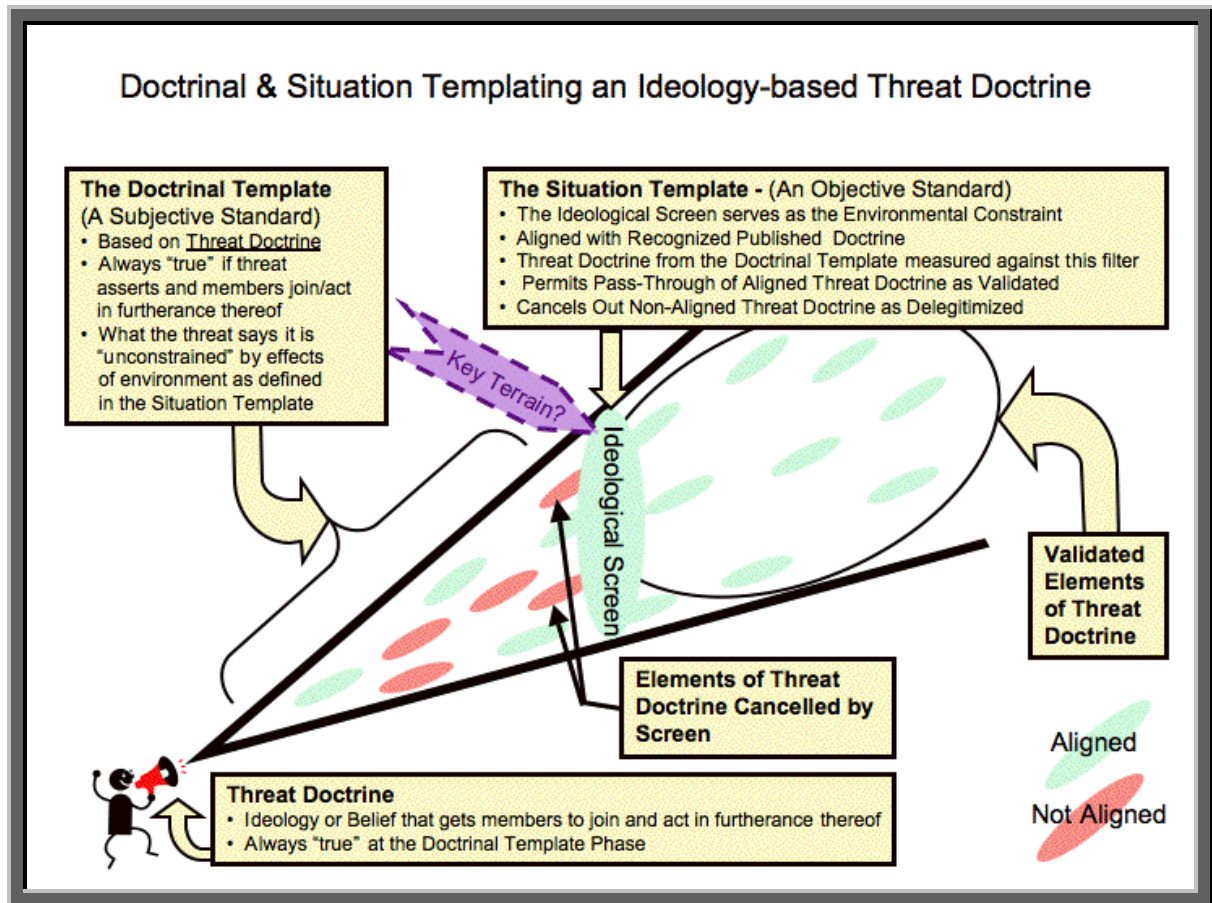 Doctrinal & Situation Templating an Ideology-based Threat Doctrine
The Doctrinal Template
(A Subjective Standard)
• Based on Threat Doctrine
• Always “true” if threat
asserts and members join/act
in furtherance thereof
• What the threat says it is
“unconstrained” by effects
of environment as defined
in the Situation Template
The Situation Template - (An Objective Standard)
• The Ideological Screen serves as the Environmental Constraint
• Aligned with Recognized Published Doctrine
• Threat Doctrine from the Doctrinal Template measured against this filter
• Permits Pass-Through of Aligned Threat Doctrine as Validated
• Cancels Out Non-Aligned Threat Doctrine as Delegitimized
Key Terrain?
Ideological Screen
Validated
Elements
of Threat
Doctrine
Elements of Threat
Doctrine Cancelled by
Screen
Aligned
Not Aligned
Threat Doctrine
• Ideology or Belief that gets members to join and act in furtherance thereof
• Always “true” at the Doctrinal Template Phase